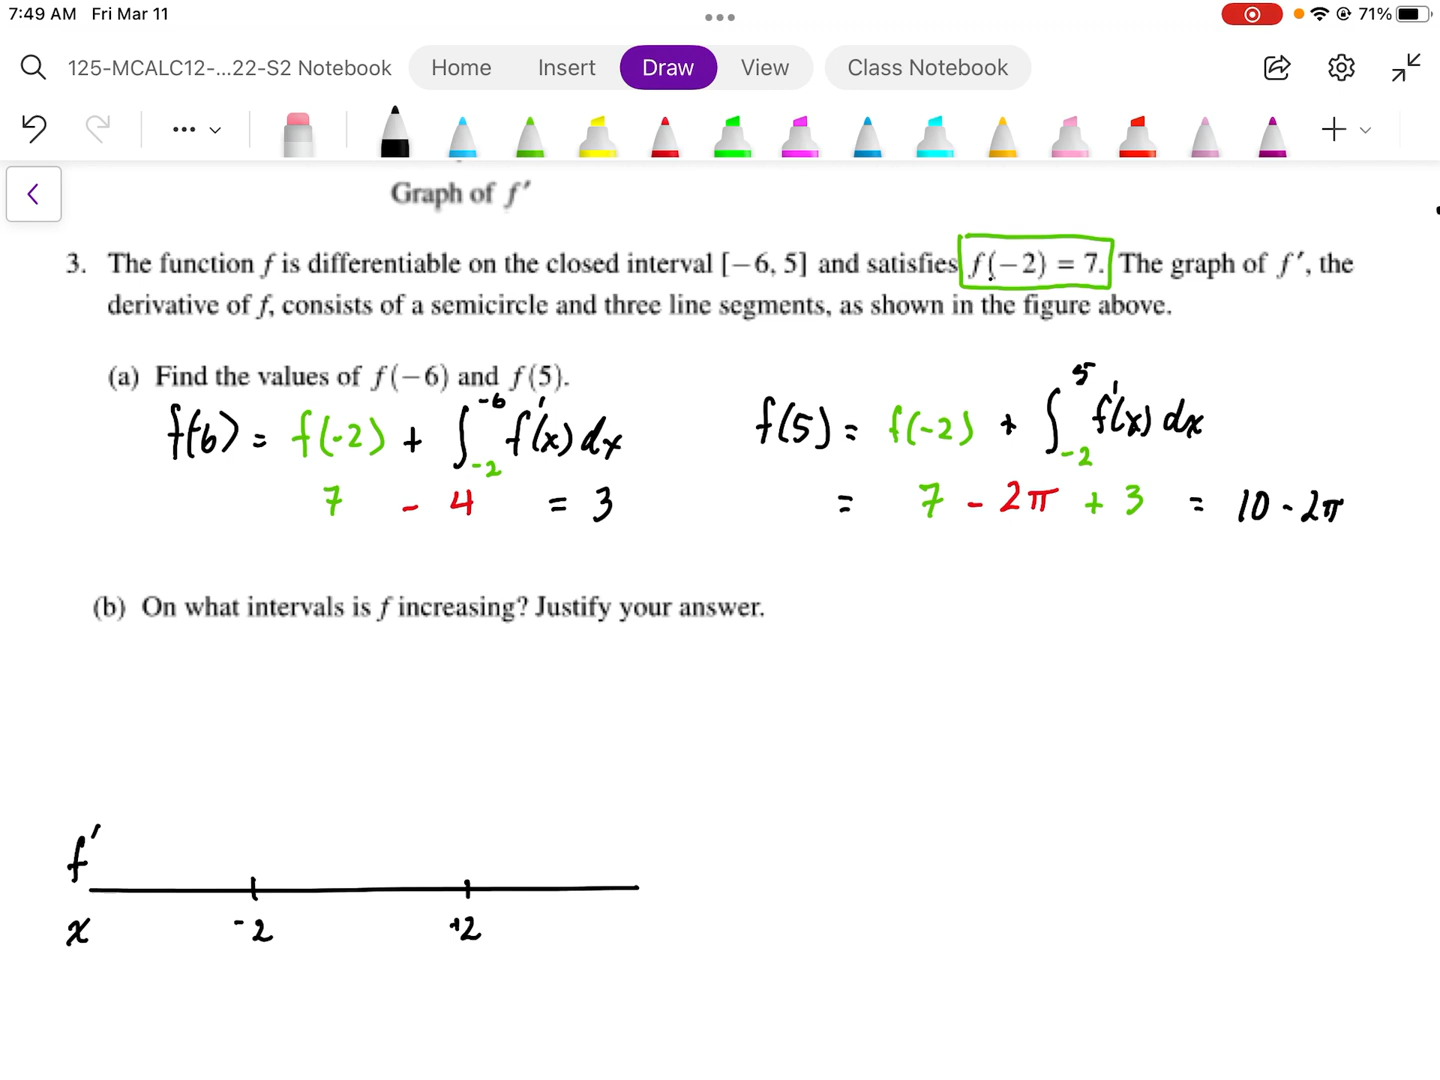 7:49 AM Fri Mar 11
71%
125-MCALC12-...22-S2 Notebook Home Insert Draw View Class Notebook
Graph of f′
3. The function f is differentiable on the closed interval [−6, 5] and satisfies f(−2) = 7. The graph of f′, the
derivative of f, consists of a semicircle and three line segments, as shown in the figure above.
(a) Find the values of f(−6) and f(5).
f(-6) = f(-2) + ∫_{-2}^{-6} f'(x) dx
7 - 4 = 3
f(5) = f(-2) + ∫_{-2}^{5} f'(x) dx
= 7 - 2π + 3 = 10 - 2π
(b) On what intervals is f increasing? Justify your answer.
f'
x -2 +2